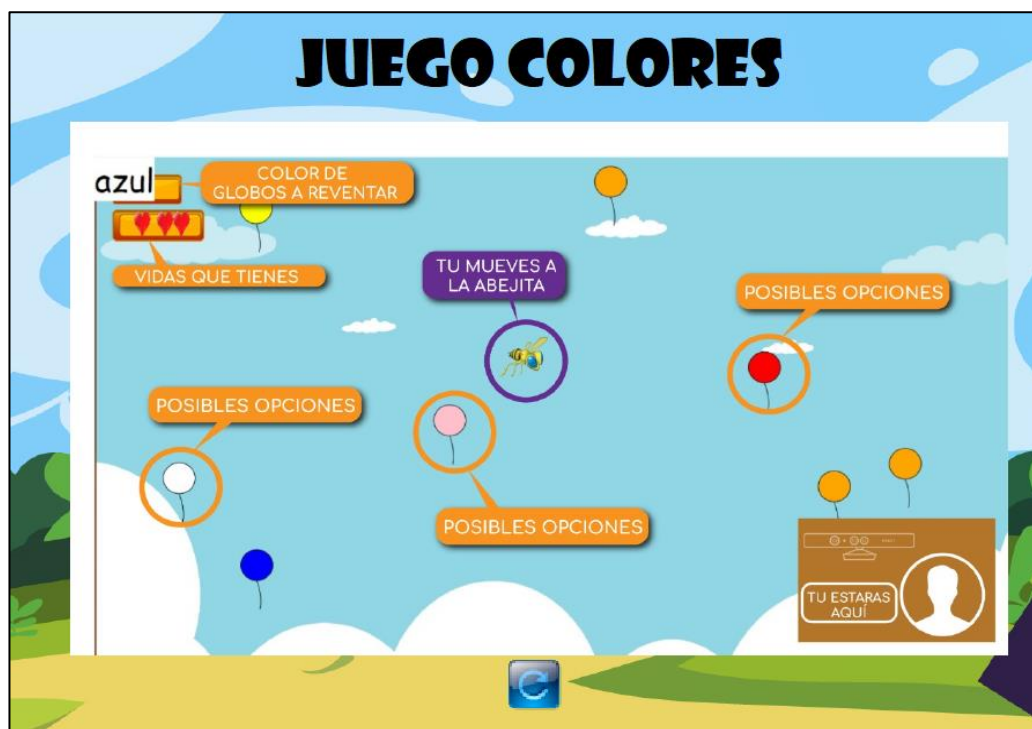 JUEGO COLORES
azul
COLOR DE
GLOBOS A REVENTAR
VIDAS QUE TIENES
TU MUEVES A
LA ABEJITA
POSIBLES OPCIONES
POSIBLES OPCIONES
POSIBLES OPCIONES
TU ESTARAS
AQUÍ